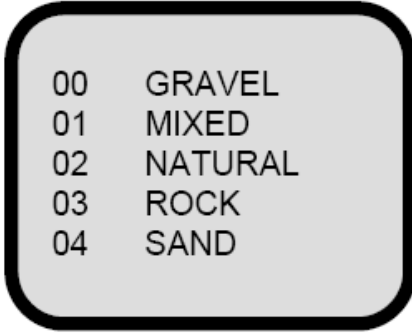 00 GRAVEL
01 MIXED
02 NATURAL
03 ROCK
04 SAND